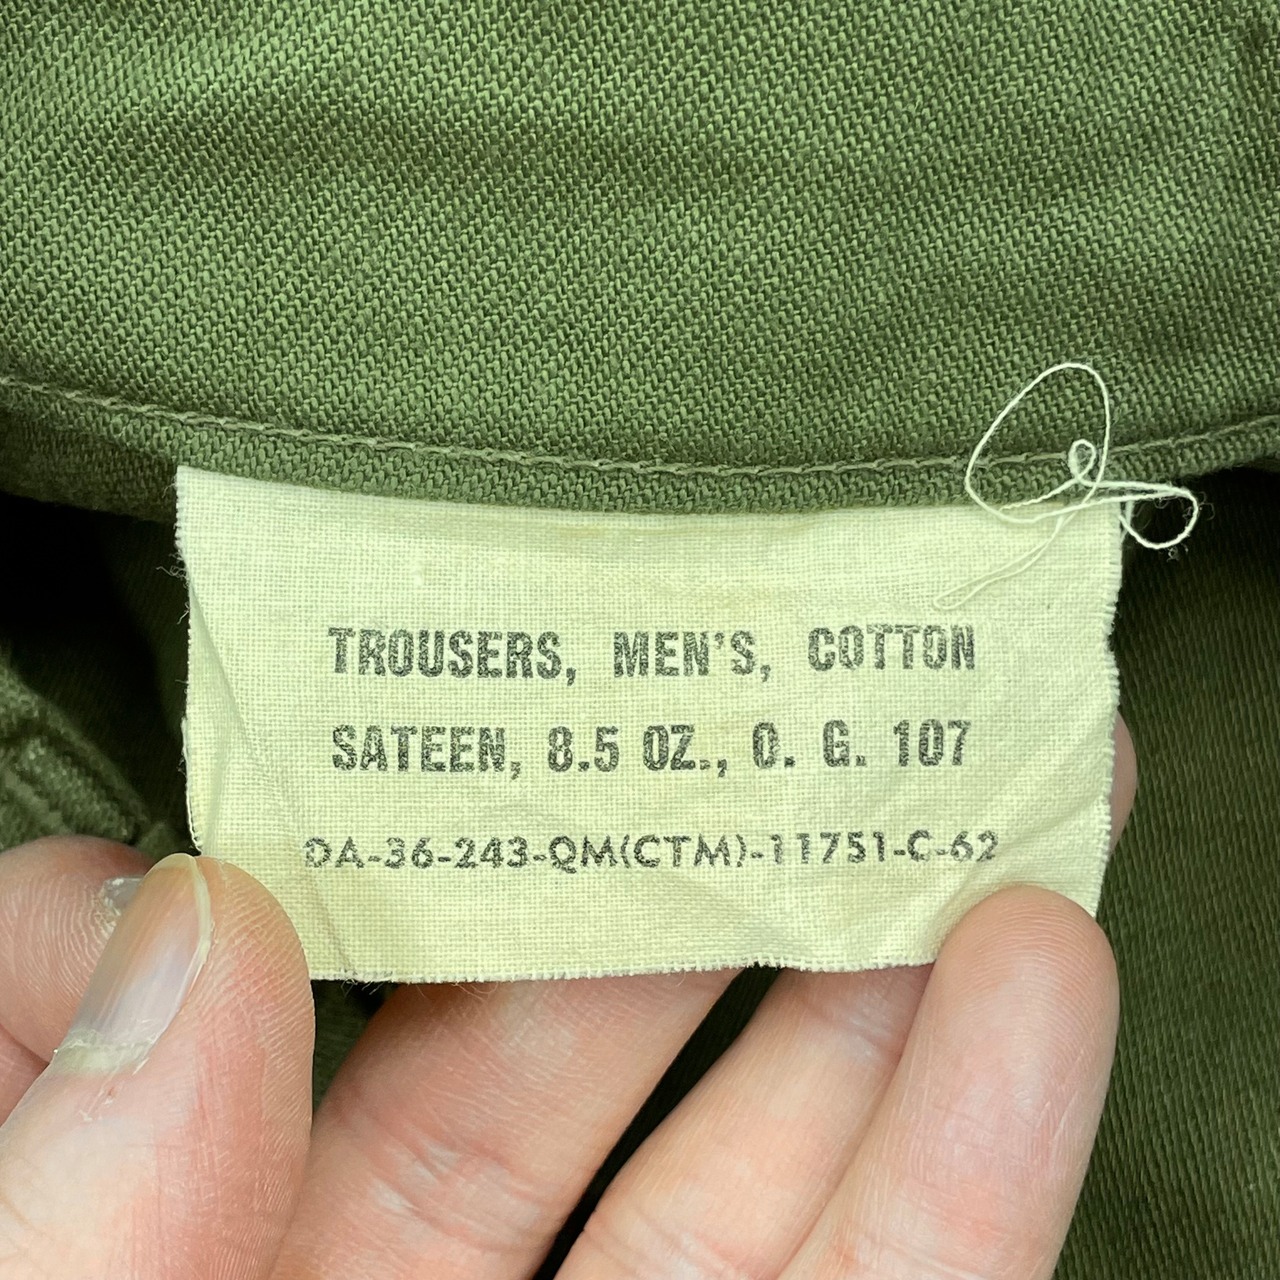 TROUSERS, MEN'S, COTTON
SATEEN, 8.5 OZ., O. G. 107
DA-36-243-QM(CTM)-11751-C-62